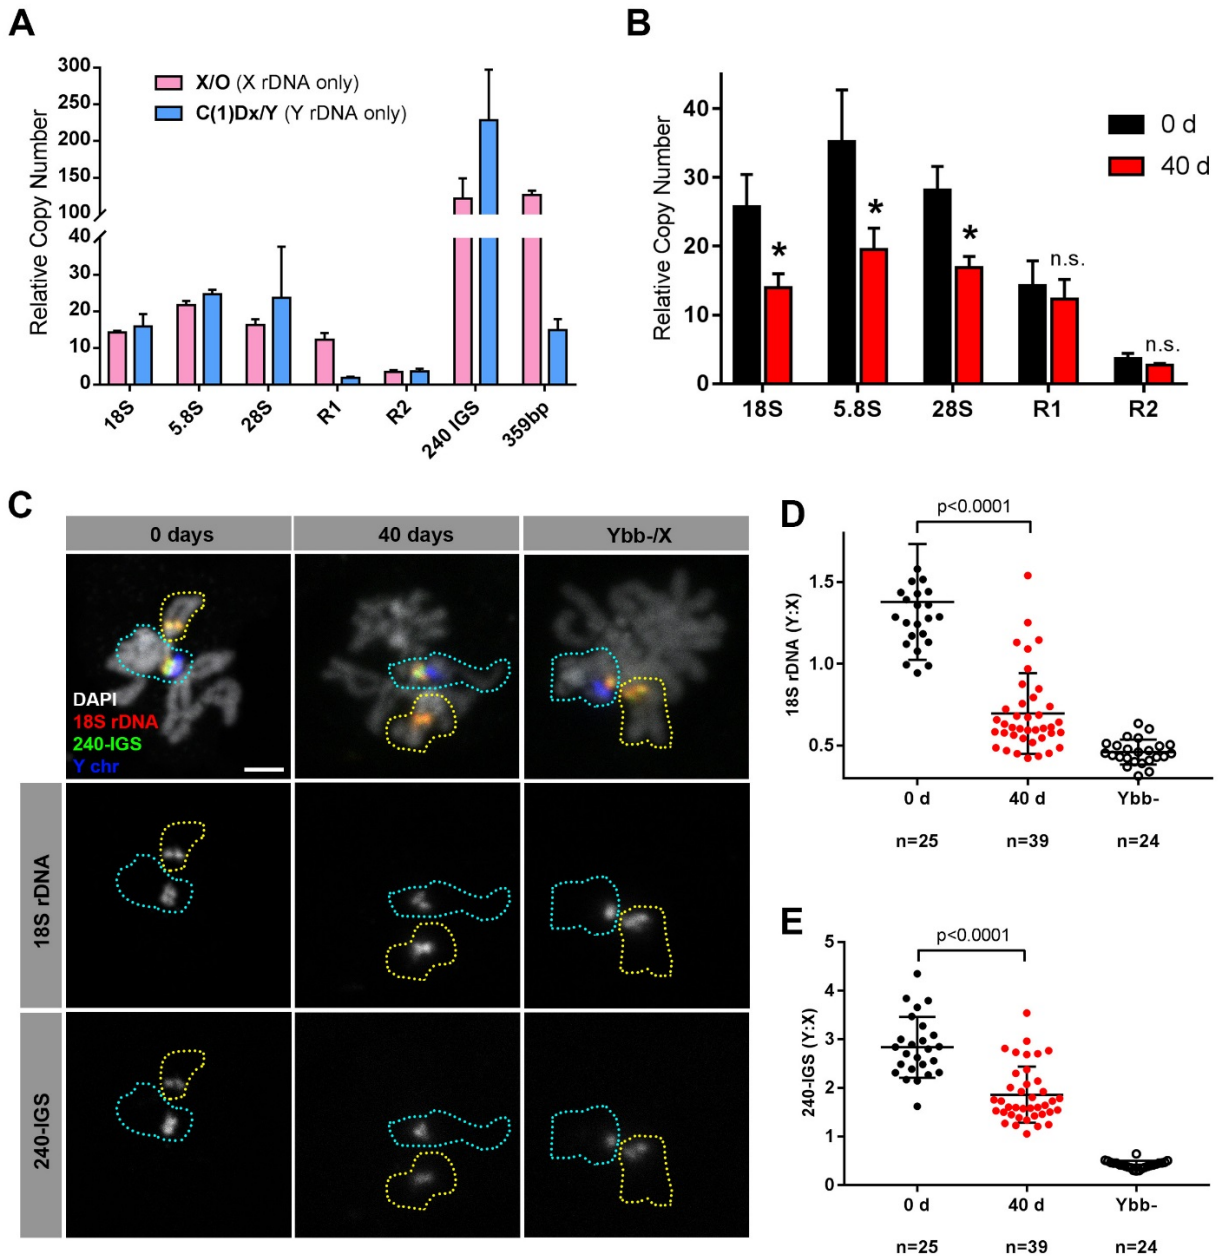 A
300
250
200
150
100
40
30
20
10
0
Relative Copy Number
X/O (X rDNA only)
C(1)Dx/Y (Y rDNA only)
18S
5.8S
28S
R1
R2
240 IGS
359bp
B
40
30
20
10
0
Relative Copy Number
0 d
40 d
*
*
*
n.s.
n.s.
18S
5.8S
28S
R1
R2
C
0 days
40 days
Ybb-/X
DAPI
18S rDNA
240-IGS
Y chr
18S rDNA
240-IGS
D
p<0.0001
18S rDNA (Y:X)
1.5
1.0
0.5
0 d
40 d
Ybb-
n=25
n=39
n=24
E
p<0.0001
240-IGS (Y:X)
5
4
3
2
1
0
0 d
40 d
Ybb-
n=25
n=39
n=24